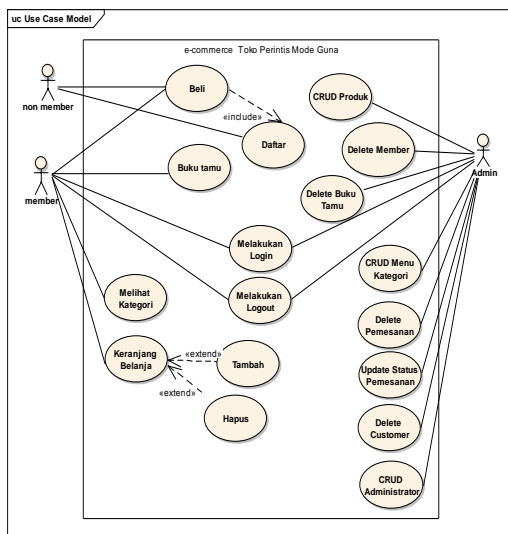 uc Use Case Model
e-commerce Toko Perintis Mode Guna
non member
member
Admin
Beli
«include»
Daftar
Buku tamu
Melakukan
Login
Melakukan
Logout
Melihat
Kategori
Keranjang
Belanja
«extend»
Tambah
«extend»
Hapus
CRUD Produk
Delete Member
Delete Buku
Tamu
CRUD Menu
Kategori
Delete
Pemesanan
Update Status
Pemesanan
Delete
Customer
CRUD
Administrator